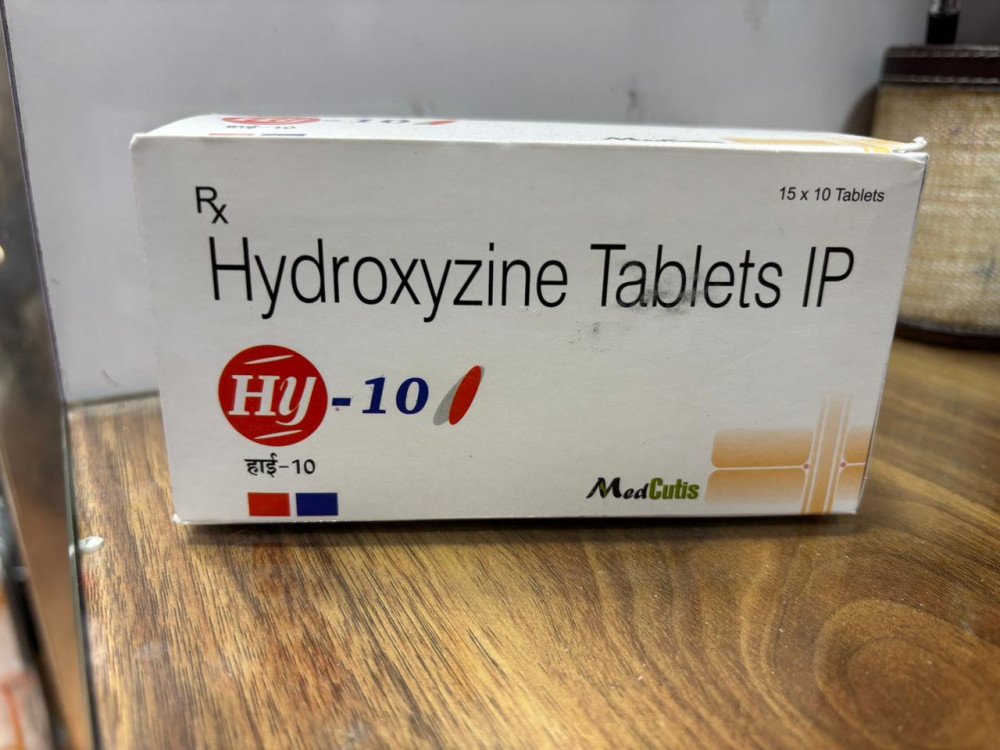 15 x 10 Tablets
Rx
Hydroxyzine Tablets IP
Hy-10
हाई-10
MedCutis